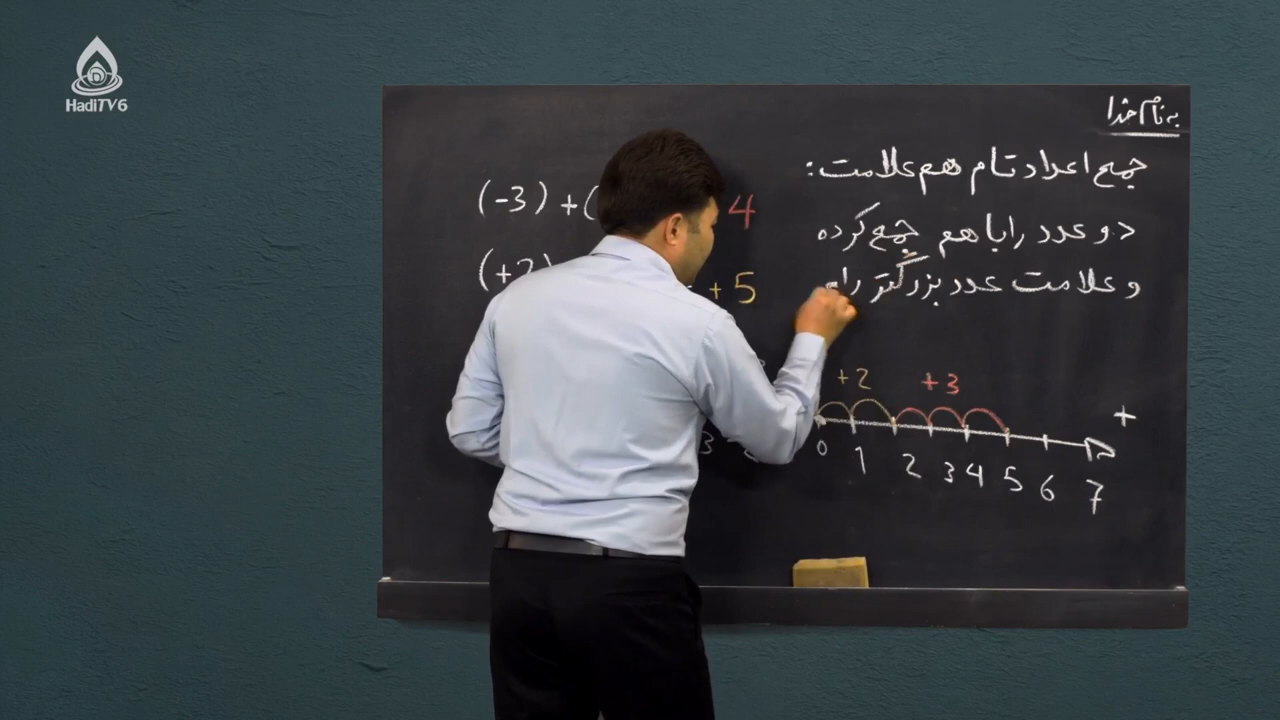 HadiTV6
به نام خدا
جمع اعداد تام هم علامت:
دو عدد را با هم جمع کرده
و علامت عدد بزرگتر را
(-3) +( 4
(+2) +5
+2 +3
+
3 0 1 2 3 4 5 6 7